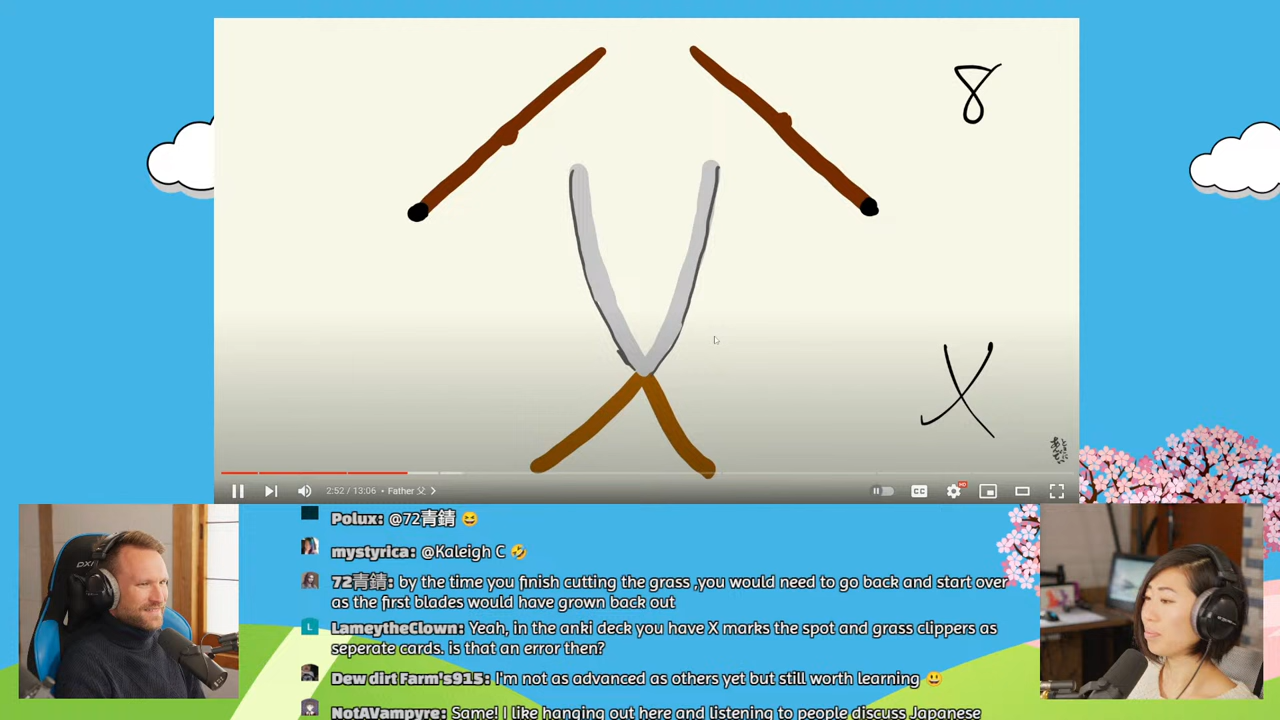 8
X
2:52 / 13:06 • Father 父
CC
HD
DXR
Polux: @72青錆 😆
mystyrica: @Kaleigh C 🤣
72青錆: by the time you finish cutting the grass ,you would need to go back and start over
as the first blades would have grown back out
L
LameytheClown: Yeah, in the anki deck you have X marks the spot and grass clippers as
seperate cards. is that an error then?
Dew dirt Farm's915: I'm not as advanced as others yet but still worth learning 😃
NotAVampyre: Same! I like hanging out here and listening to people discuss Japanese